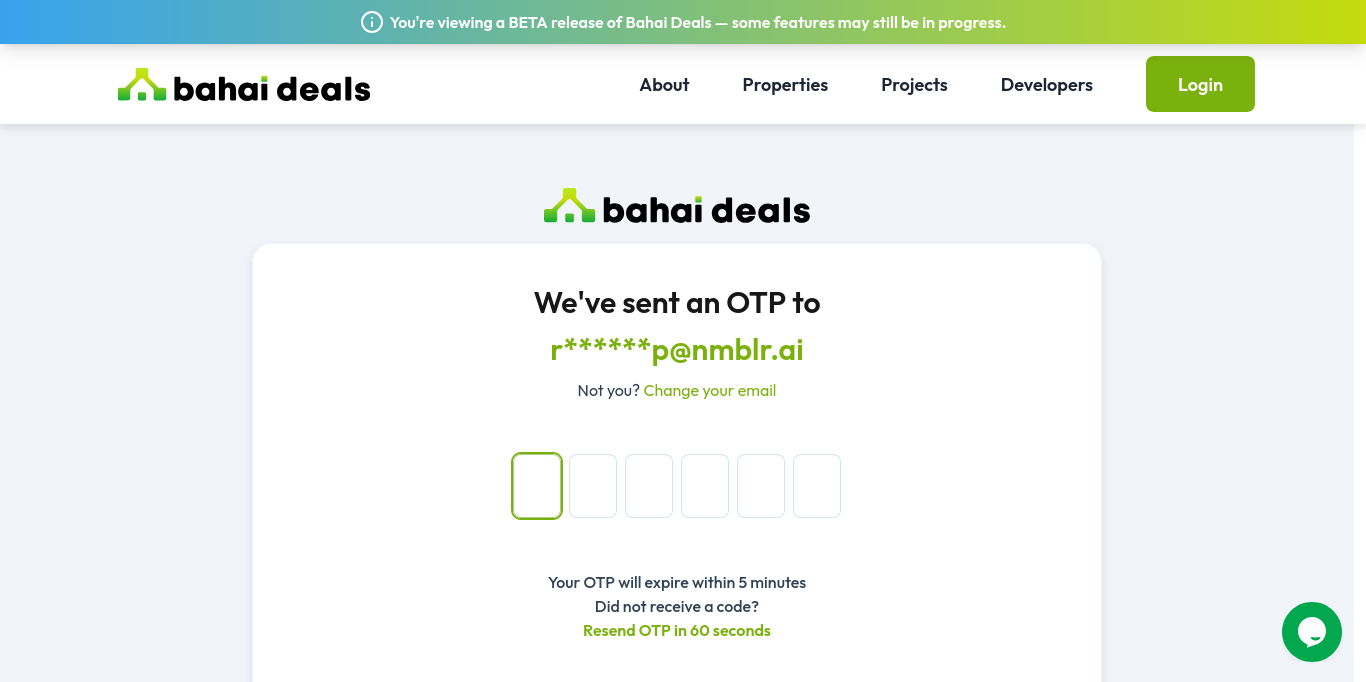 You're viewing a BETA release of Bahai Deals — some features may still be in progress.
bahai deals
About
Properties
Projects
Developers
Login
bahai deals
We've sent an OTP to
r******p@nmblr.ai
Not you? Change your email
Your OTP will expire within 5 minutes
Did not receive a code?
Resend OTP in 60 seconds